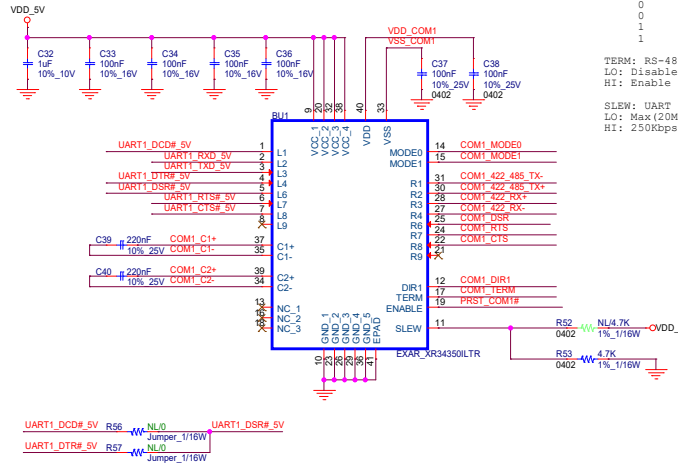 VDD_5V
C32
1uF
10%_10V
C33
100nF
10%_16V
C34
100nF
10%_16V
C35
100nF
10%_16V
C36
100nF
10%_16V
VDD_COM1
VSS_COM1
C37
100nF
10%_25V
0402
C38
100nF
10%_25V
0402
0
0
1
1
TERM: RS-48
LO: Disable
HI: Enable
SLEW: UART
LO: Max(20M
HI: 250Kbps
BU1
9 20 32 38 40 33
VCC_1 VCC_2 VCC_3 VCC_4 VDD VSS
UART1_DCD#_5V 1 L1
UART1_RXD_5V 2 L2
UART1_TXD_5V 3 L3
UART1_DTR#_5V 4 L4
UART1_DSR#_5V 5 L6
UART1_RTS#_5V 6 L7
UART1_CTS#_5V 7 L8
8 L9
C39 220nF 10%_25V
COM1_C1+ 37 C1+
COM1_C1- 35 C1-
C40 220nF 10%_25V
COM1_C2+ 39 C2+
COM1_C2- 34 C2-
13 NC_1
16 NC_2
18 NC_3
MODE0 14 COM1_MODE0
MODE1 15 COM1_MODE1
R1 31 COM1_422_485_TX-
R2 30 COM1_422_485_TX+
R3 28 COM1_422_RX+
R4 27 COM1_422_RX-
R6 25 COM1_DSR
R7 24 COM1_RTS
R8 22 COM1_CTS
R9 21
DIR1 12 COM1_DIR1
TERM 17 COM1_TERM
ENABLE 19 PRST_COM1#
SLEW 11
GND_1 GND_2 GND_3 GND_4 GND_5 EPAD
10 23 26 29 36 41
EXAR_XR34350ILTR
R52 NL/4.7K
0402 1%_1/16W
VDD_
R53 4.7K
0402 1%_1/16W
UART1_DCD#_5V R56 NL/0 UART1_DSR#_5V
Jumper_1/16W
UART1_DTR#_5V R57 NL/0
Jumper_1/16W